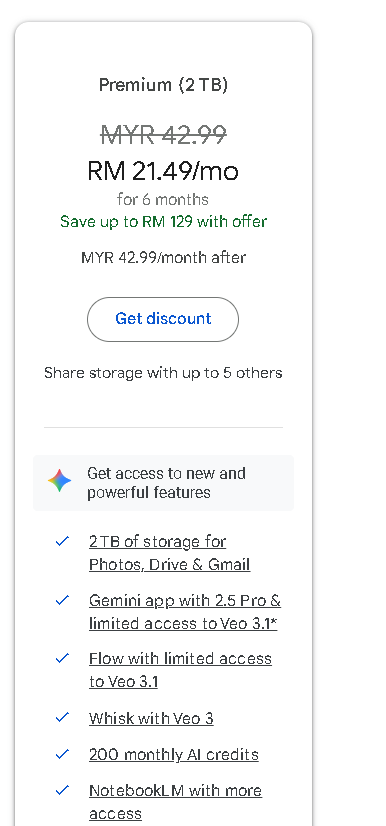 Premium (2 TB)
MYR 42.99
RM 21.49/mo
for 6 months
Save up to RM 129 with offer
MYR 42.99/month after
Get discount
Share storage with up to 5 others
Get access to new and
powerful features
2 TB of storage for
Photos, Drive & Gmail
Gemini app with 2.5 Pro &
limited access to Veo 3.1*
Flow with limited access
to Veo 3.1
Whisk with Veo 3
200 monthly AI credits
NotebookLM with more
access